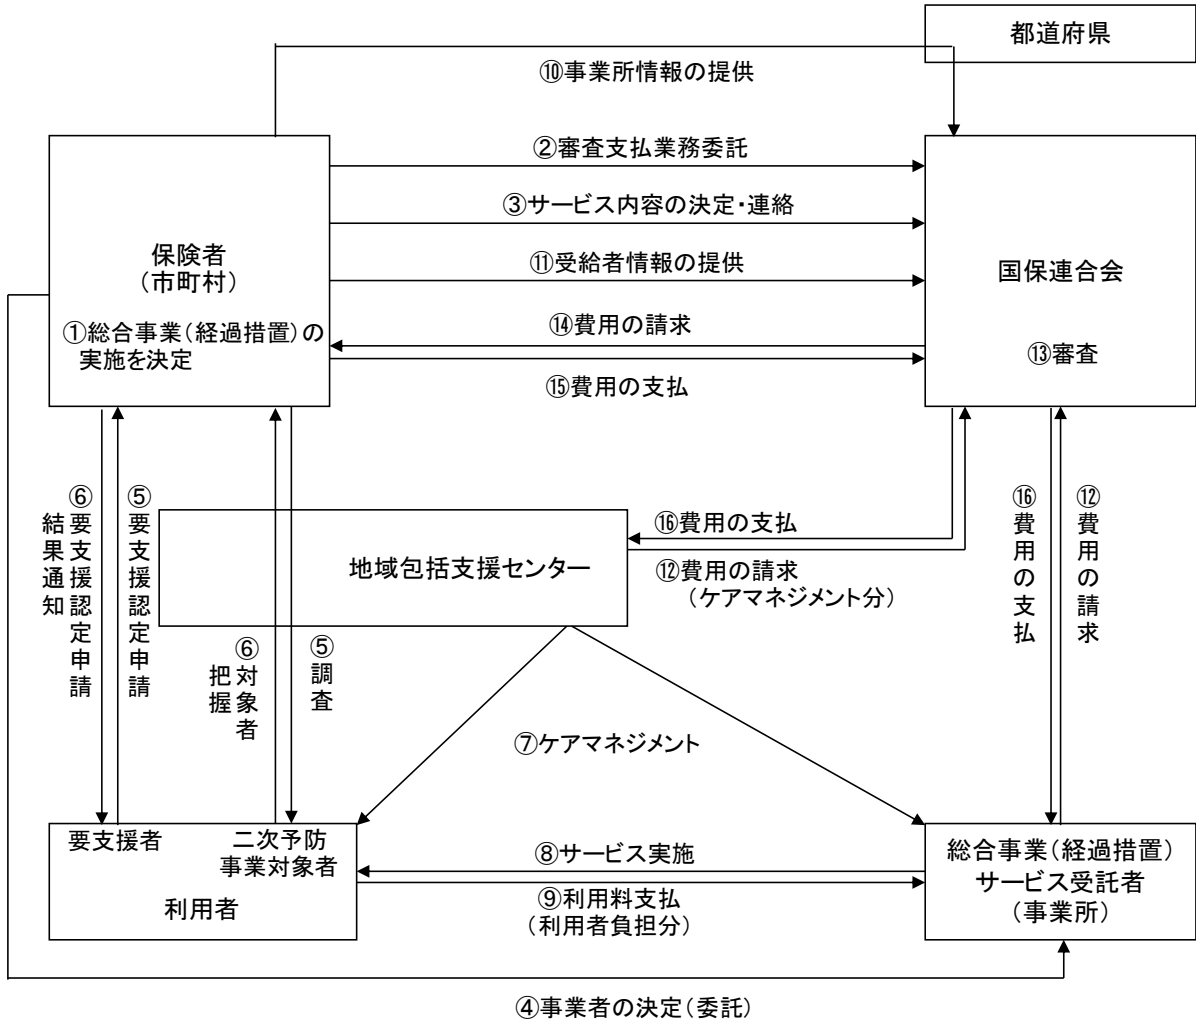 都道府県
⑩事業所情報の提供
②審査支払業務委託
③サービス内容の決定・連絡
保険者
（市町村）
⑪受給者情報の提供
国保連合会
①総合事業（経過措置）の
実施を決定
⑭費用の請求
⑬審査
⑮費用の支払
⑥要支援認定申請
結果通知
⑤要支援認定申請
地域包括支援センター
⑯費用の支払
⑫費用の請求
（ケアマネジメント分）
⑯費用の支払
⑫費用の請求
⑥対象者
把握
⑤調査
⑦ケアマネジメント
要支援者
二次予防
事業対象者
利用者
⑧サービス実施
⑨利用料支払
（利用者負担分）
総合事業（経過措置）
サービス受託者
（事業所）
④事業者の決定（委託）